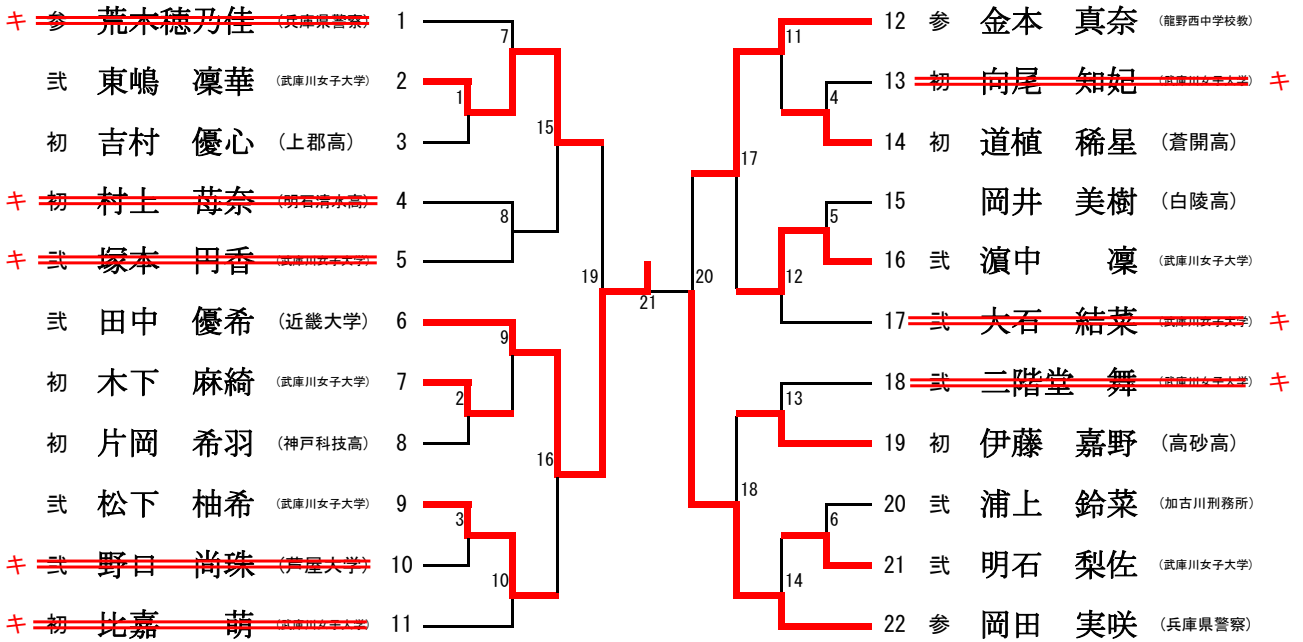 キ 参 荒木穂乃佳 (兵庫県警察) 1
弐 東嶋 凜華 (武庫川女子大学) 2
初 吉村 優心 (上郡高) 3
キ 初 村上 苺奈 (明石清水高) 4
キ 弐 塚本 円香 (武庫川女子大学) 5
弐 田中 優希 (近畿大学) 6
初 木下 麻綺 (武庫川女子大学) 7
初 片岡 希羽 (神戸科技高) 8
弐 松下 柚希 (武庫川女子大学) 9
キ 弐 野口 尚珠 (芦屋大学) 10
キ 初 比嘉 萌 (武庫川女子大学) 11
7
1
15
8
19
9
2
16
3
10
21
11
4
17
5
20
12
13
18
6
14
12 参 金本 真奈 (龍野西中学校教)
13 初 向尾 知妃 (武庫川女子大学) キ
14 初 道植 稀星 (蒼開高)
15 岡井 美樹 (白陵高)
16 弐 濵中 凜 (武庫川女子大学)
17 弐 大石 結菜 (武庫川女子大学) キ
18 弐 二階堂 舞 (武庫川女子大学) キ
19 初 伊藤 嘉野 (高砂高)
20 弐 浦上 鈴菜 (加古川刑務所)
21 弐 明石 梨佐 (武庫川女子大学)
22 参 岡田 実咲 (兵庫県警察)